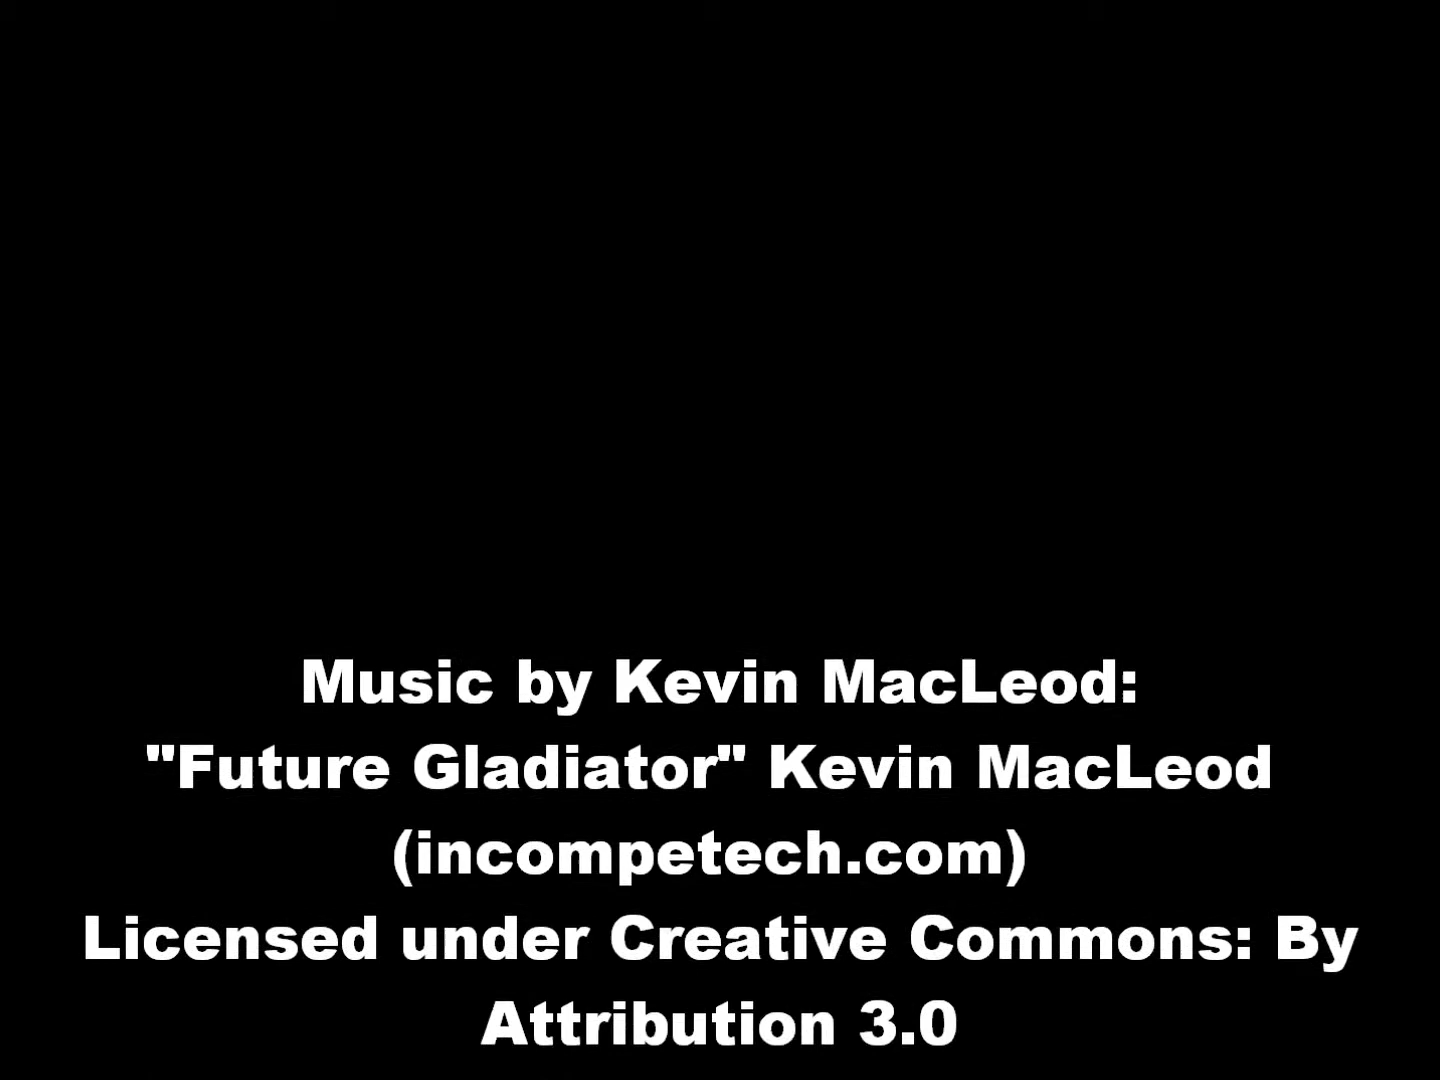 Music by Kevin MacLeod:
"Future Gladiator" Kevin MacLeod
(incompetech.com)
Licensed under Creative Commons: By
Attribution 3.0